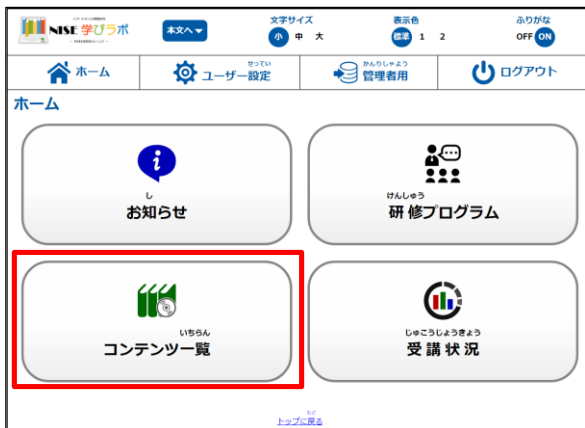 NISE 学びラボ
本文へ
文字サイズ
小 中 大
表示色
標準 1 2
ふりがな
OFF ON
ホーム
せってい
ユーザー設定
かんりしゃよう
管理者用
ログアウト
ホーム
し
お知らせ
けんしゅう
研修プログラム
いちらん
コンテンツ一覧
じゅこうじょうきょう
受講状況
もど
トップに戻る